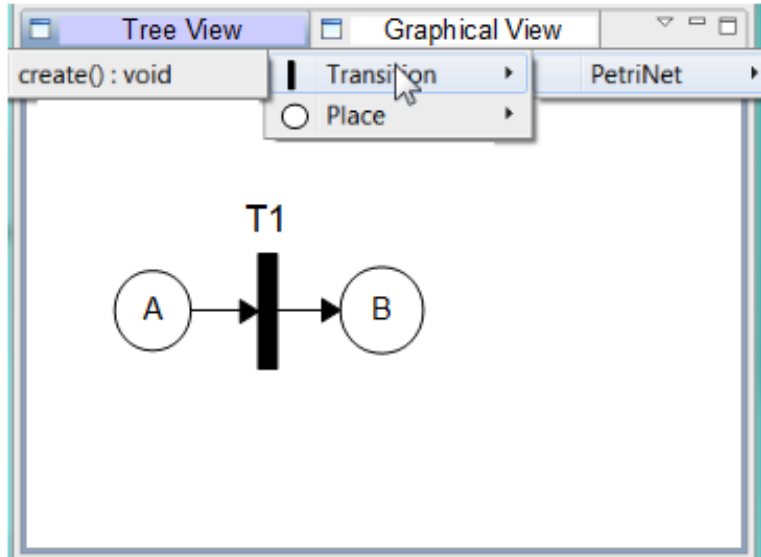 Tree View Graphical View
create() : void Transition PetriNet
Place
T1
A B